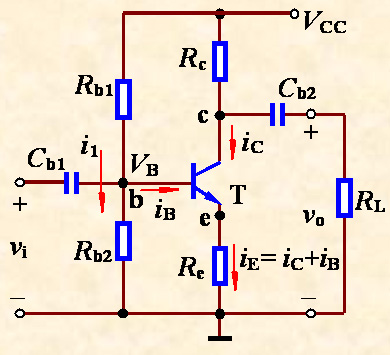 V_CC
R_c
R_b1
C_b2
c
+
i_1
i_C
C_b1
V_B
T
+
b
i_B
e
v_o
R_L
v_i
R_b2
R_e
i_E= i_C+i_B
−
−